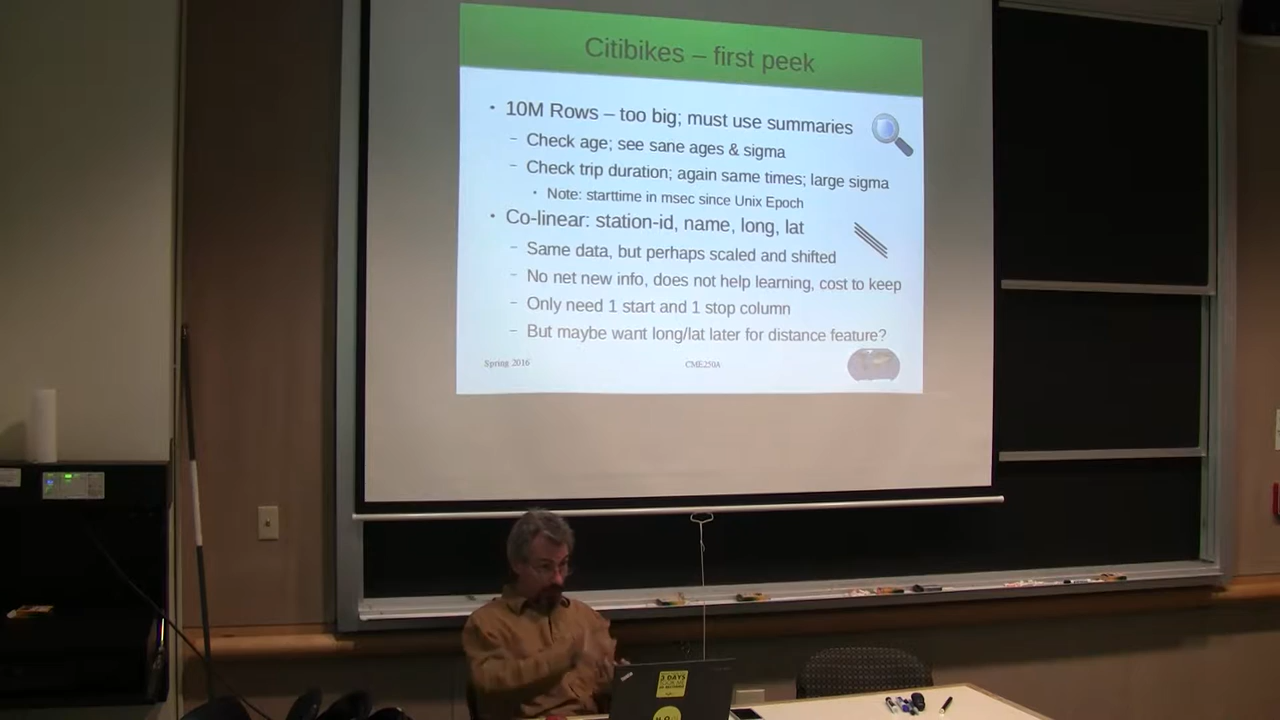 Citibikes – first peek
• 10M Rows – too big; must use summaries
– Check age; see sane ages & sigma
– Check trip duration; again same times; large sigma
• Note: starttime in msec since Unix Epoch
• Co-linear: station-id, name, long, lat
– Same data, but perhaps scaled and shifted
– No net new info, does not help learning, cost to keep
– Only need 1 start and 1 stop column
– But maybe want long/lat later for distance feature?
Spring 2016
CME250A
3 DAYS